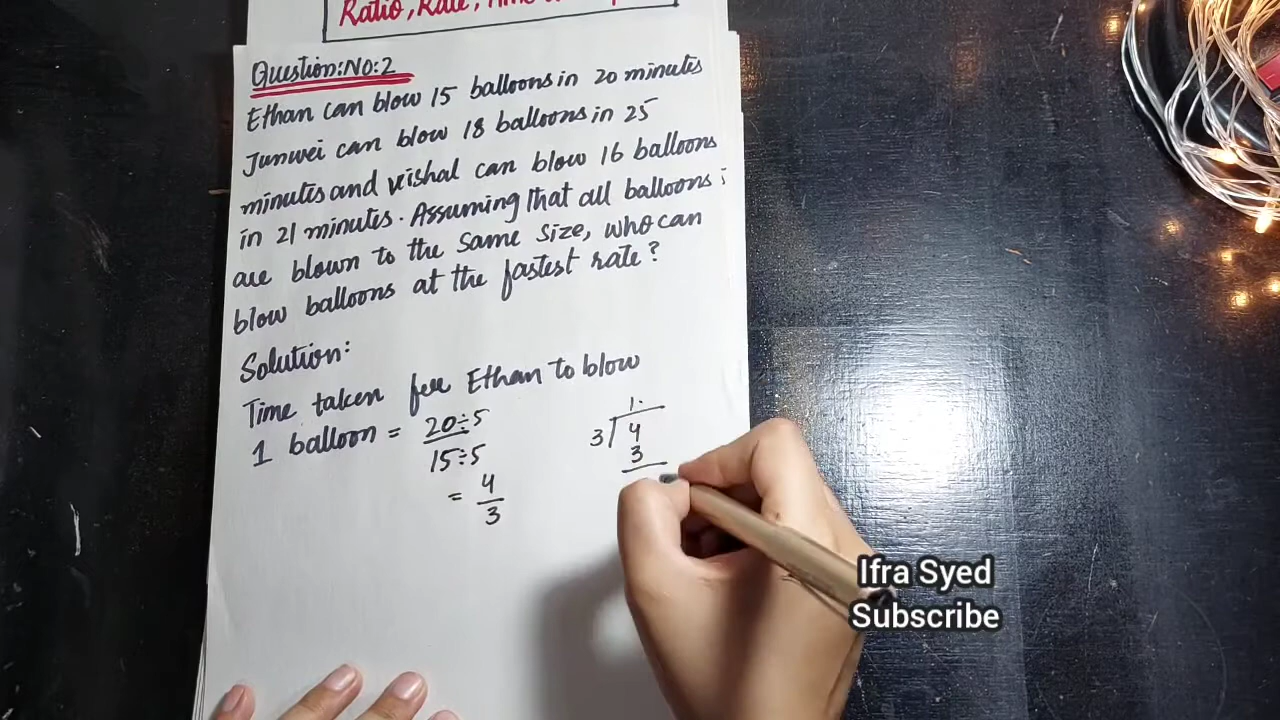 Ratio, Rate,
Question:No:2
Ethan can blow 15 balloons in 20 minutes
Junwei can blow 18 balloons in 25
minutes and vishal can blow 16 balloons
in 21 minutes. Assuming that all balloons
are blown to the same size, who can
blow balloons at the fastest rate?
Solution:
Time taken for Ethan to blow
1 balloon = 20÷5
15÷5
= 4
3
1.
3 4
3
Ifra Syed
Subscribe